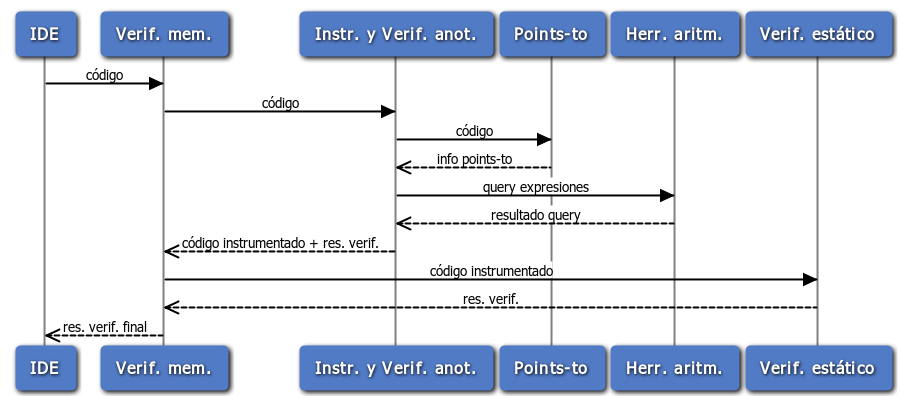 IDE Verif. mem. Instr. y Verif. anot. Points-to Herr. aritm. Verif. estático
código
código
código
info points-to
query expresiones
resultado query
código instrumentado + res. verif.
código instrumentado
res. verif.
res. verif. final
IDE Verif. mem. Instr. y Verif. anot. Points-to Herr. aritm. Verif. estático